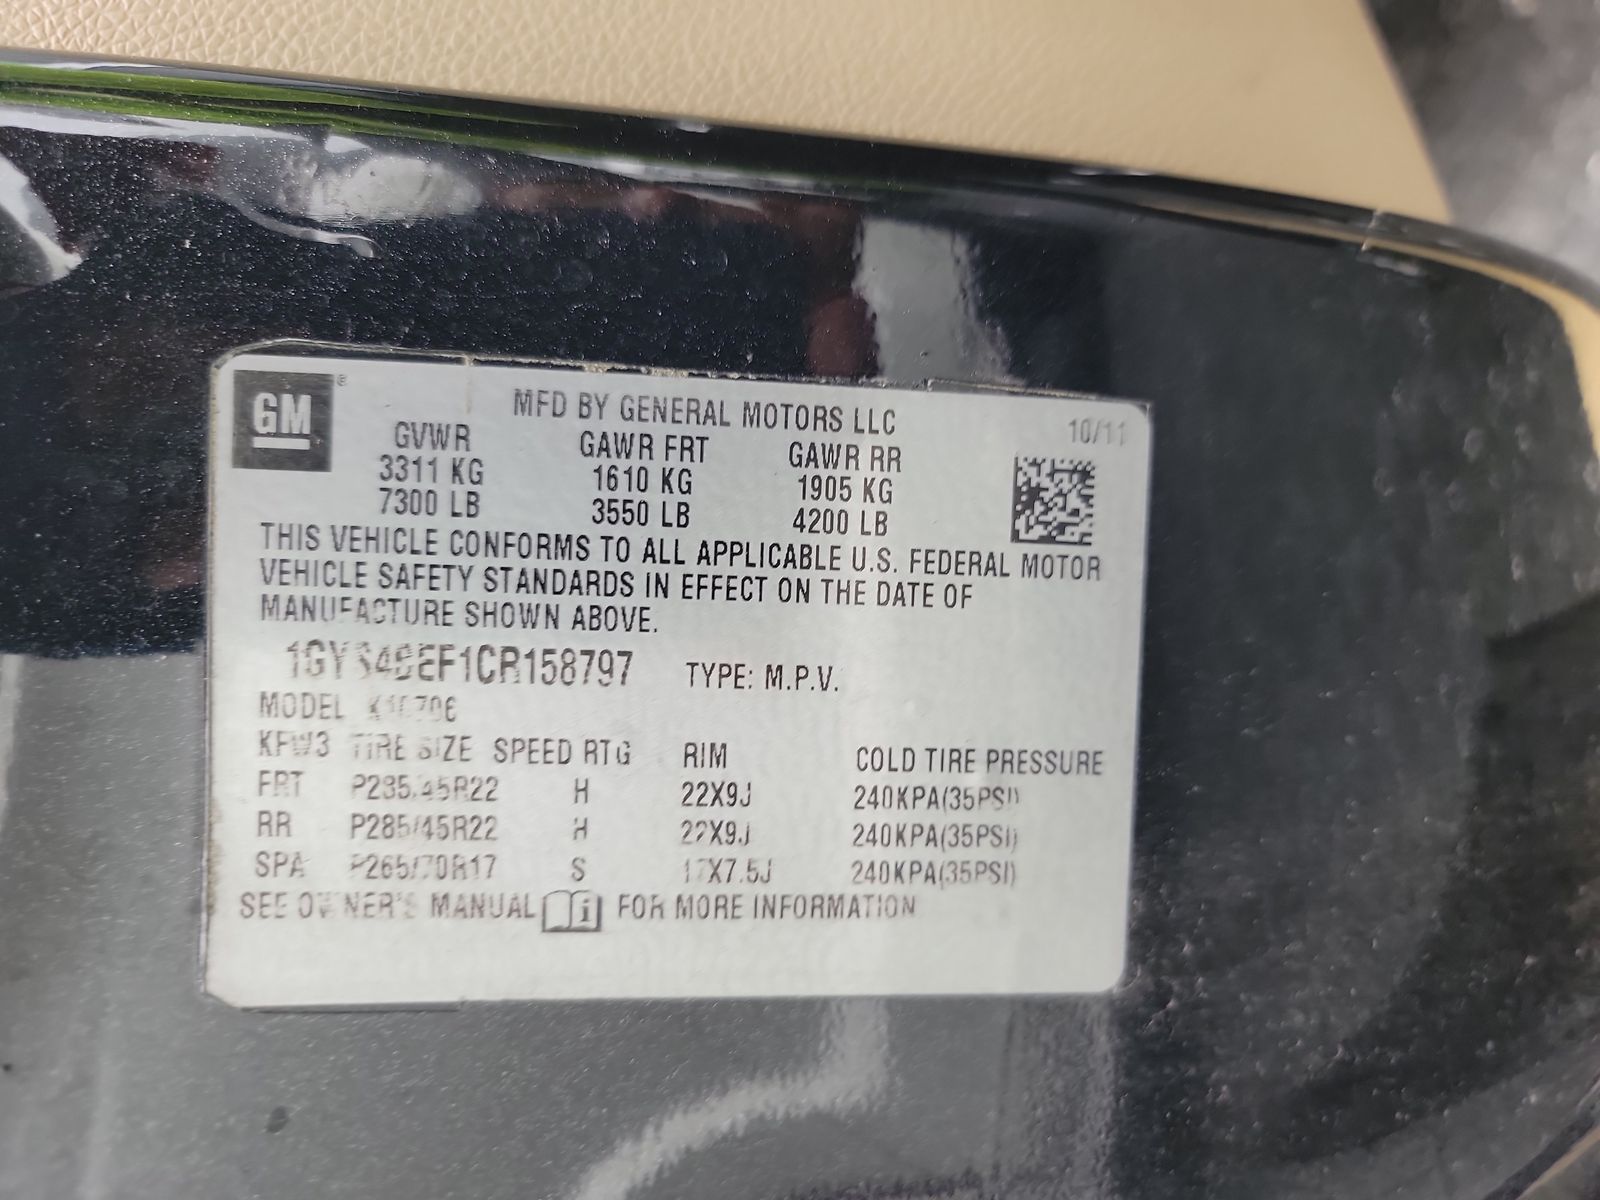 GM ®
MFD BY GENERAL MOTORS LLC
10/11
GVWR GAWR FRT GAWR RR
3311 KG 1610 KG 1905 KG
7300 LB 3550 LB 4200 LB
THIS VEHICLE CONFORMS TO ALL APPLICABLE U.S. FEDERAL MOTOR
VEHICLE SAFETY STANDARDS IN EFFECT ON THE DATE OF
MANUFACTURE SHOWN ABOVE.
TYPE: M.P.V.
MODEL
KFW3 TIRE SIZE SPEED RTG RIM COLD TIRE PRESSURE
FRT P285/45R22 H 22X9J 240KPA(35PSI)
RR P285/45R22 H 22X9J 240KPA(35PSI)
SPA P265/70R17 S 17X7.5J 240KPA(35PSI)
SEE OWNER'S MANUAL i FOR MORE INFORMATION